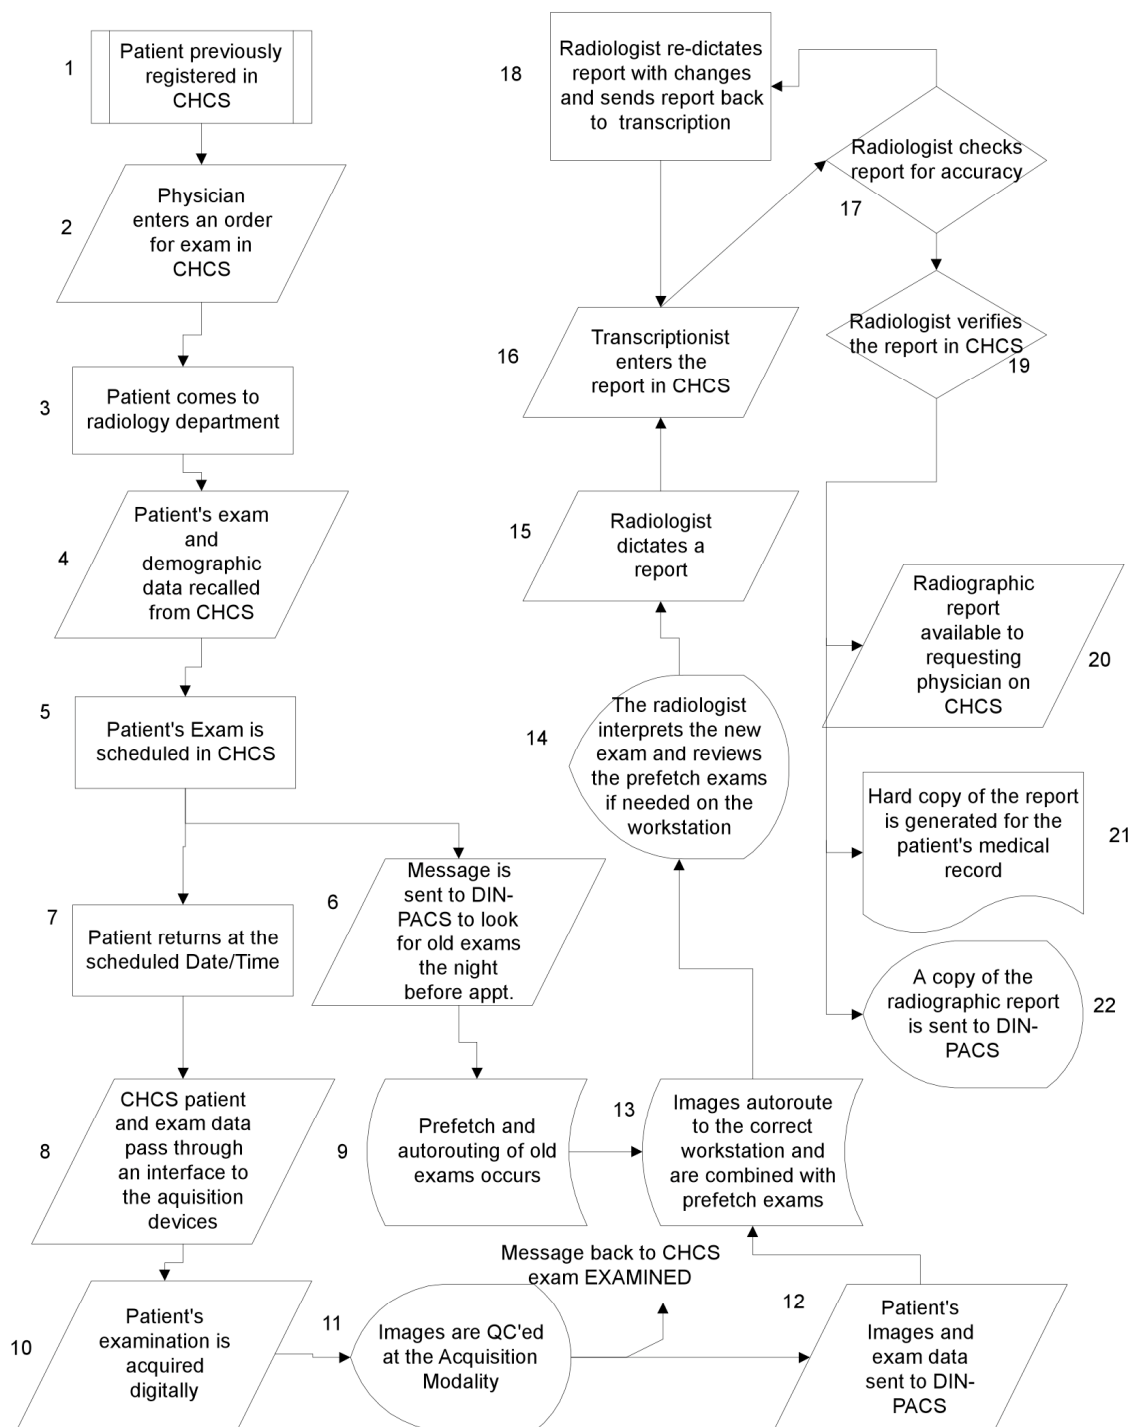 1
Patient previously
registered in
CHCS
2
Physician
enters an order
for exam in
CHCS
3
Patient comes to
radiology department
4
Patient's exam
and
demographic
data recalled
from CHCS
5
Patient's Exam is
scheduled in CHCS
6
Message is
sent to DIN-
PACS to look
for old exams
the night
before appt.
7
Patient returns at the
scheduled Date/Time
8
CHCS patient
and exam data
pass through
an interface to
the aquisition
devices
9
Prefetch and
autorouting of old
exams occurs
10
Patient's
examination is
acquired
digitally
11
Images are QC'ed
at the Acquisition
Modality
Message back to CHCS
exam EXAMINED
12
Patient's
Images and
exam data
sent to DIN-
PACS
13
Images autoroute
to the correct
workstation and
are combined with
prefetch exams
14
The radiologist
interprets the new
exam and reviews
the prefetch exams
if needed on the
workstation
15
Radiologist
dictates a
report
16
Transcriptionist
enters the
report in CHCS
17
Radiologist checks
report for accuracy
18
Radiologist re-dictates
report with changes
and sends report back
to transcription
19
Radiologist verifies
the report in CHCS
20
Radiographic
report
available to
requesting
physician on
CHCS
21
Hard copy of the report
is generated for the
patient's medical
record
22
A copy of the
radiographic report
is sent to DIN-
PACS